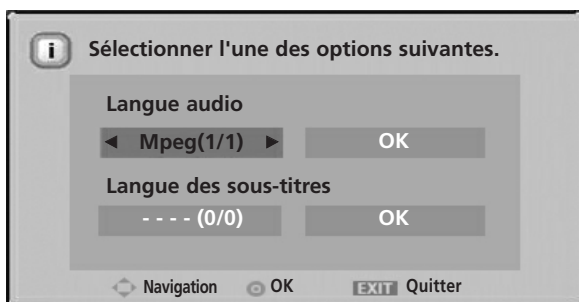 i Sélectionner l'une des options suivantes.
Langue audio
◄ Mpeg(1/1) ► OK
Langue des sous-titres
- - - - (0/0) OK
Navigation OK EXIT Quitter